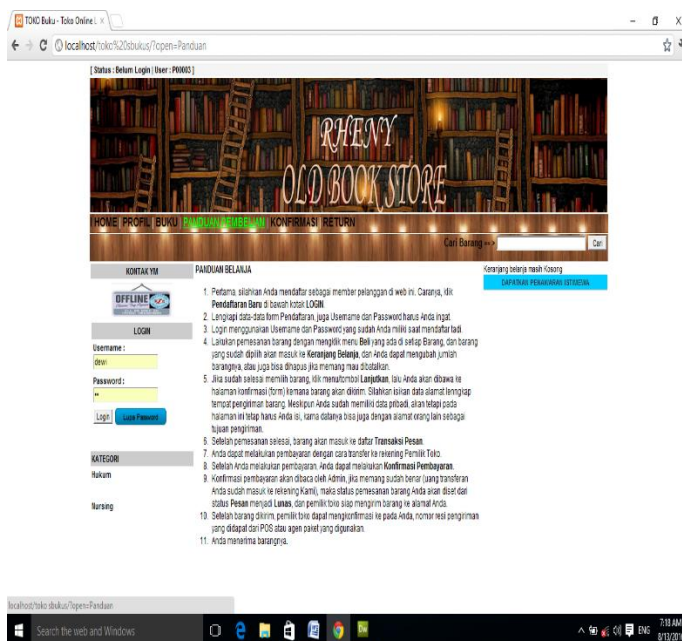 TOKO Buku - Toko Online L
localhost/toko%20sbukus/?open=Panduan
[ Status : Belum Login | User : P00003 ]
RHENY
OLD BOOK STORE
HOME| PROFIL| BUKU| PANDUAN PEMBELIAN| KONFIRMASI| RETURN
Cari Barang ==> Cari
KONTAK YM
OFFLINE
LOGIN
Username :
dewi
Password :
Login Lupa Password
KATEGORI
Hukum
Nursing
PANDUAN BELANJA
1. Pertama, silahkan Anda mendaftar sebagai member pelanggan di web ini. Caranya, klik
Pendaftaran Baru di bawah kotak LOGIN.
2. Lengkapi data-data form Pendaftaran, juga Username dan Password harus Anda ingat.
3. Login menggunakan Username dan Password yang sudah Anda miliki saat mendaftar tadi.
4. Lakukan pemesanan barang dengan mengklik menu Beli yang ada di setiap Barang, dan barang
yang sudah dipilih akan masuk ke Keranjang Belanja, dan Anda dapat mengubah jumlah
barangnya, atau juga bisa dihapus jika memang mau dibatalkan.
5. Jika sudah selesai memilih barang, klik menu/tombol Lanjutkan, lalu Anda akan dibawa ke
halaman konfirmasi (form) kemana barang akan dikirim. Silahkan isikan data alamat lengkap
tempat pengiriman barang. Meskipun Anda sudah memiliki data pribadi, akan tetapi pada
halaman ini tetap harus Anda isi, karna datanya bisa juga dengan alamat orang lain sebagai
tujuan pengiriman.
6. Setelah pemesanan selesai, barang akan masuk ke daftar Transaksi Pesan.
7. Anda dapat melakukan pembayaran dengan cara transfer ke rekening Pemilik Toko.
8. Setelah Anda melakukan pembayaran, Anda dapat melakukan Konfirmasi Pembayaran.
9. Konfirmasi pembayaran akan dibaca oleh Admin, jika memang sudah benar (uang transferan
Anda sudah masuk ke rekening Kami), maka status pemesanan barang Anda akan diset dari
status Pesan menjadi Lunas, dan pemilik toko siap mengirim barang ke alamat Anda.
10. Setelah barang dikirim, pemilik toko dapat mengkonfirmasi ke pada Anda, nomor resi pengiriman
yang didapat dari POS atau agen paket yang digunakan.
11. Anda menerima barangnya.
Keranjang belanja masih Kosong
DAPATKAN PENAWARAN ISTIMEWA
localhost/toko sbukus/?open=Panduan
Search the web and Windows
ENG
7:18 AM